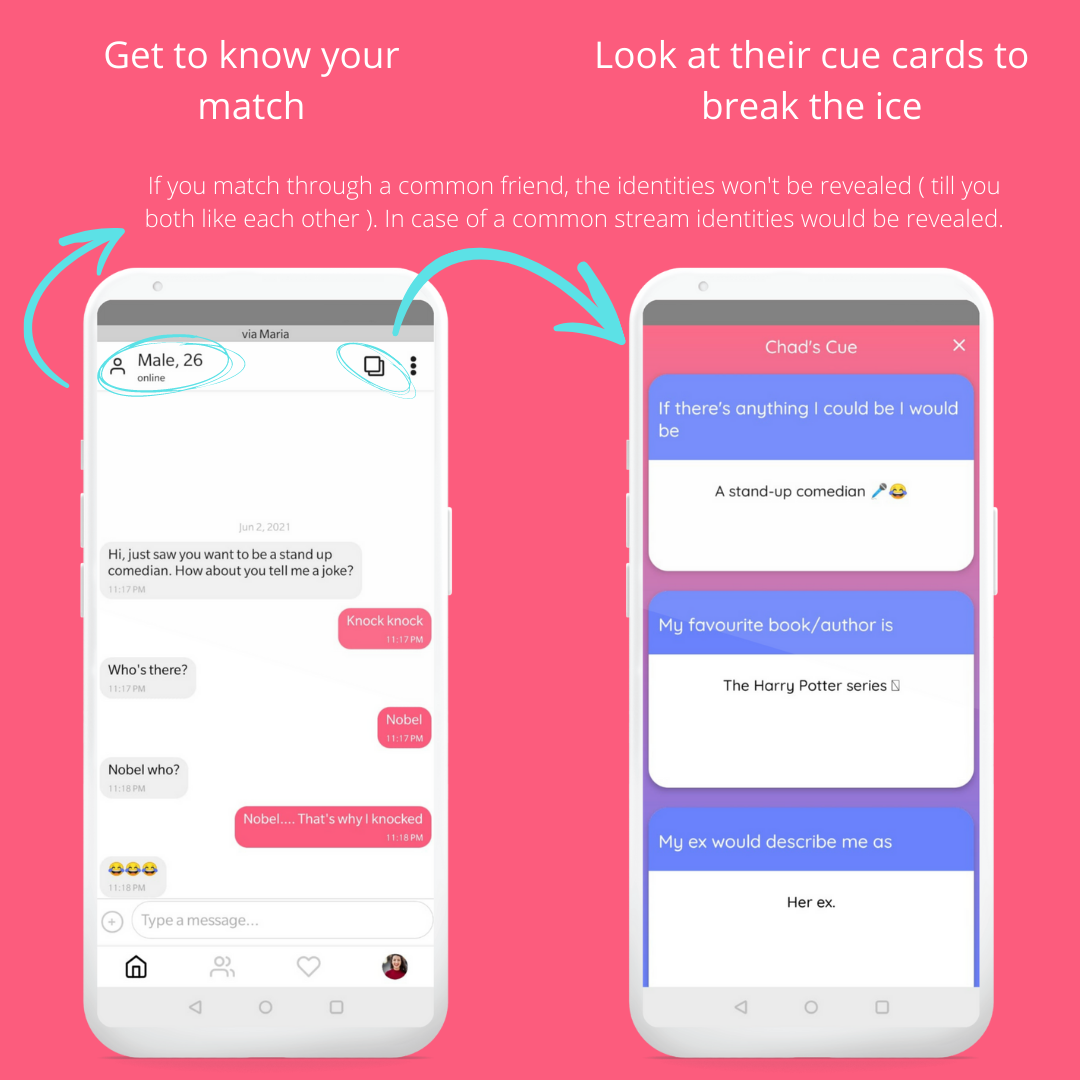 Get to know your
match
Look at their cue cards to
break the ice
If you match through a common friend, the identities won't be revealed ( till you
both like each other ). In case of a common stream identities would be revealed.
via Maria
Male, 26
online
Jun 2, 2021
Hi, just saw you want to be a stand up
comedian. How about you tell me a joke?
11:17 PM
Knock knock
11:17 PM
Who's there?
11:17 PM
Nobel
11:17 PM
Nobel who?
11:18 PM
Nobel.... That's why I knocked
11:18 PM
😂😂😂
11:18 PM
Type a message...
Chad's Cue
If there's anything I could be I would
be
A stand-up comedian 🎤😂
My favourite book/author is
The Harry Potter series
My ex would describe me as
Her ex.